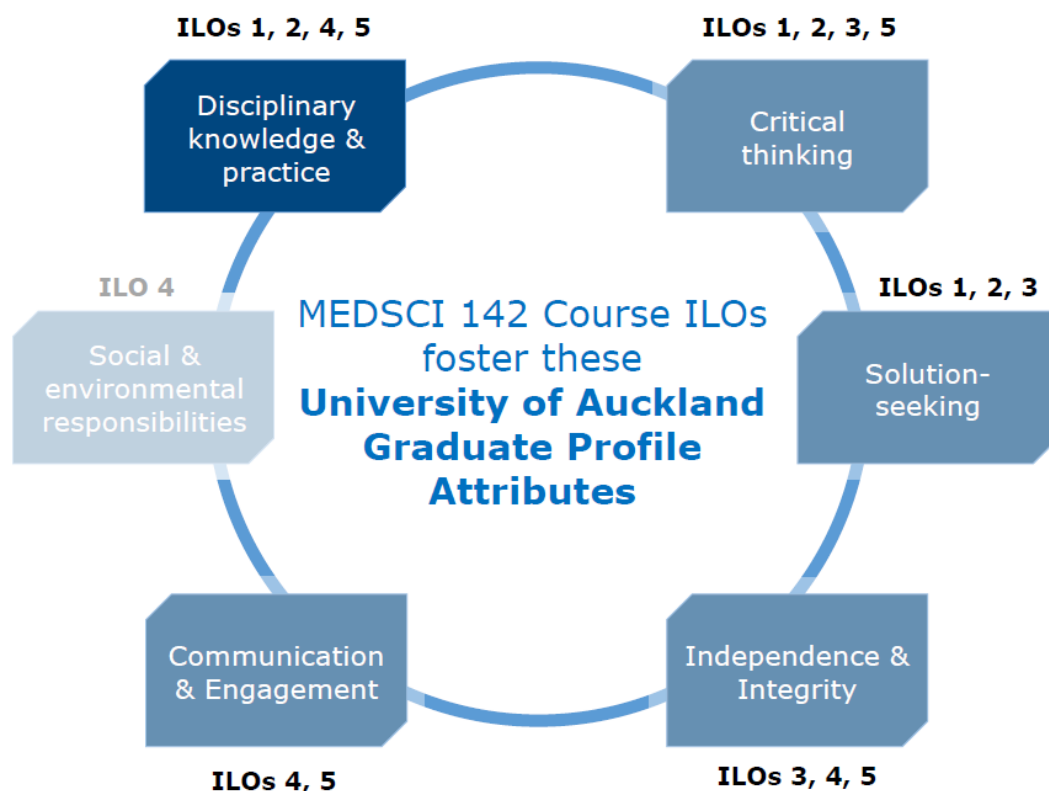 ILOs 1, 2, 4, 5
Disciplinary
knowledge &
practice
ILOs 1, 2, 3, 5
Critical
thinking
ILO 4
Social &
environmental
responsibilities
MEDSCI 142 Course ILOs
foster these
University of Auckland
Graduate Profile
Attributes
ILOs 1, 2, 3
Solution-
seeking
Communication
& Engagement
ILOs 4, 5
Independence &
Integrity
ILOs 3, 4, 5